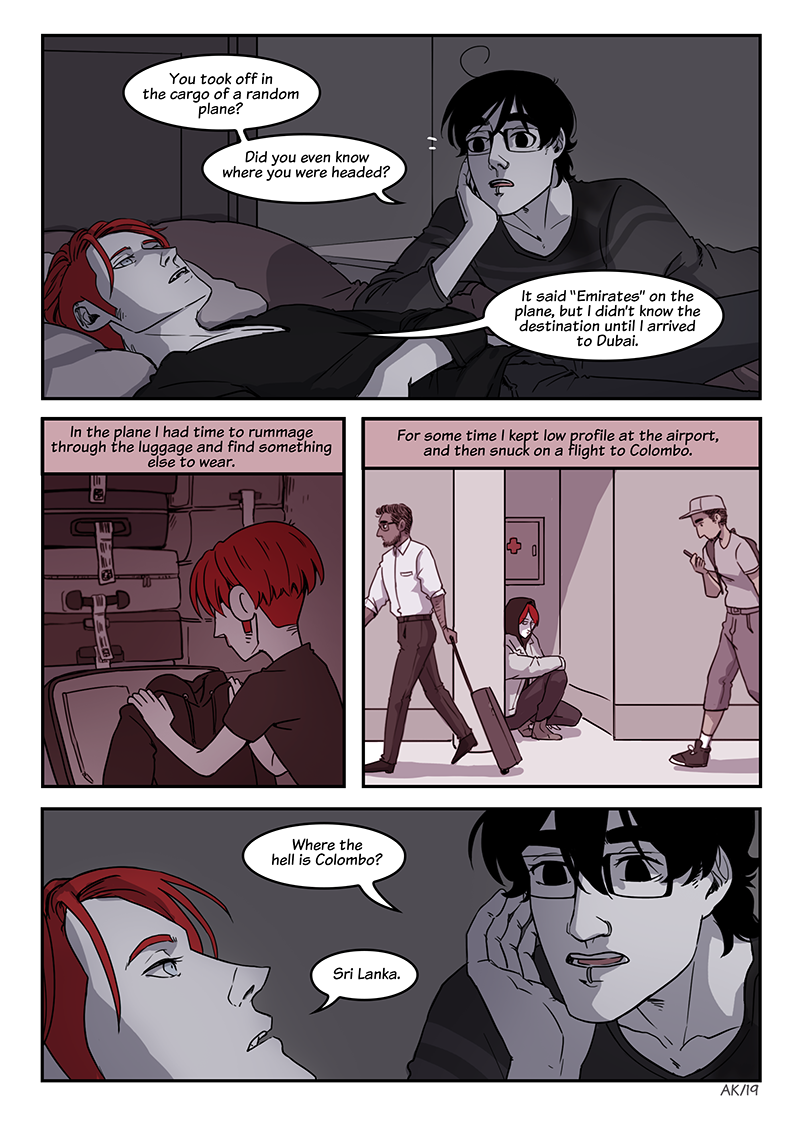 You took off in
the cargo of a random
plane?
Did you even know
where you were headed?
It said “Emirates” on the
plane, but I didn't know the
destination until I arrived
to Dubai.
In the plane I had time to rummage
through the luggage and find something
else to wear.
For some time I kept low profile at the airport,
and then snuck on a flight to Colombo.
Where the
hell is Colombo?
Sri Lanka.
AK/19